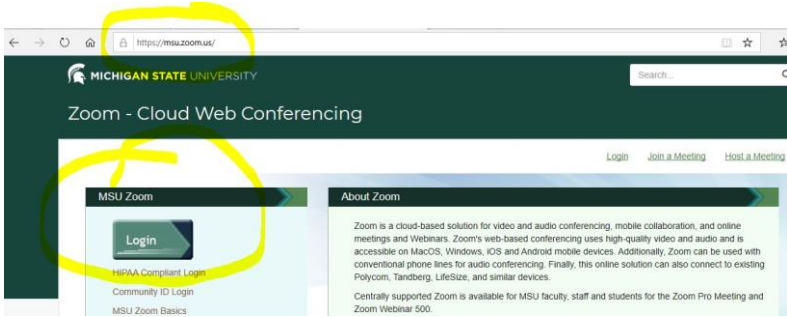 https://msu.zoom.us/
MICHIGAN STATE UNIVERSITY
Search...
Zoom - Cloud Web Conferencing
Login Join a Meeting Host a Meeting
MSU Zoom
Login
HIPAA Compliant Login
Community ID Login
MSU Zoom Basics
About Zoom
Zoom is a cloud-based solution for video and audio conferencing, mobile collaboration, and online
meetings and Webinars. Zoom's web-based conferencing uses high-quality video and audio and is
accessible on MacOS, Windows, iOS and Android mobile devices. Additionally, Zoom can be used with
conventional phone lines for audio conferencing. Finally, this online solution can also connect to existing
Polycom, Tandberg, LifeSize, and similar devices.
Centrally supported Zoom is available for MSU faculty, staff and students for the Zoom Pro Meeting and
Zoom Webinar 500.